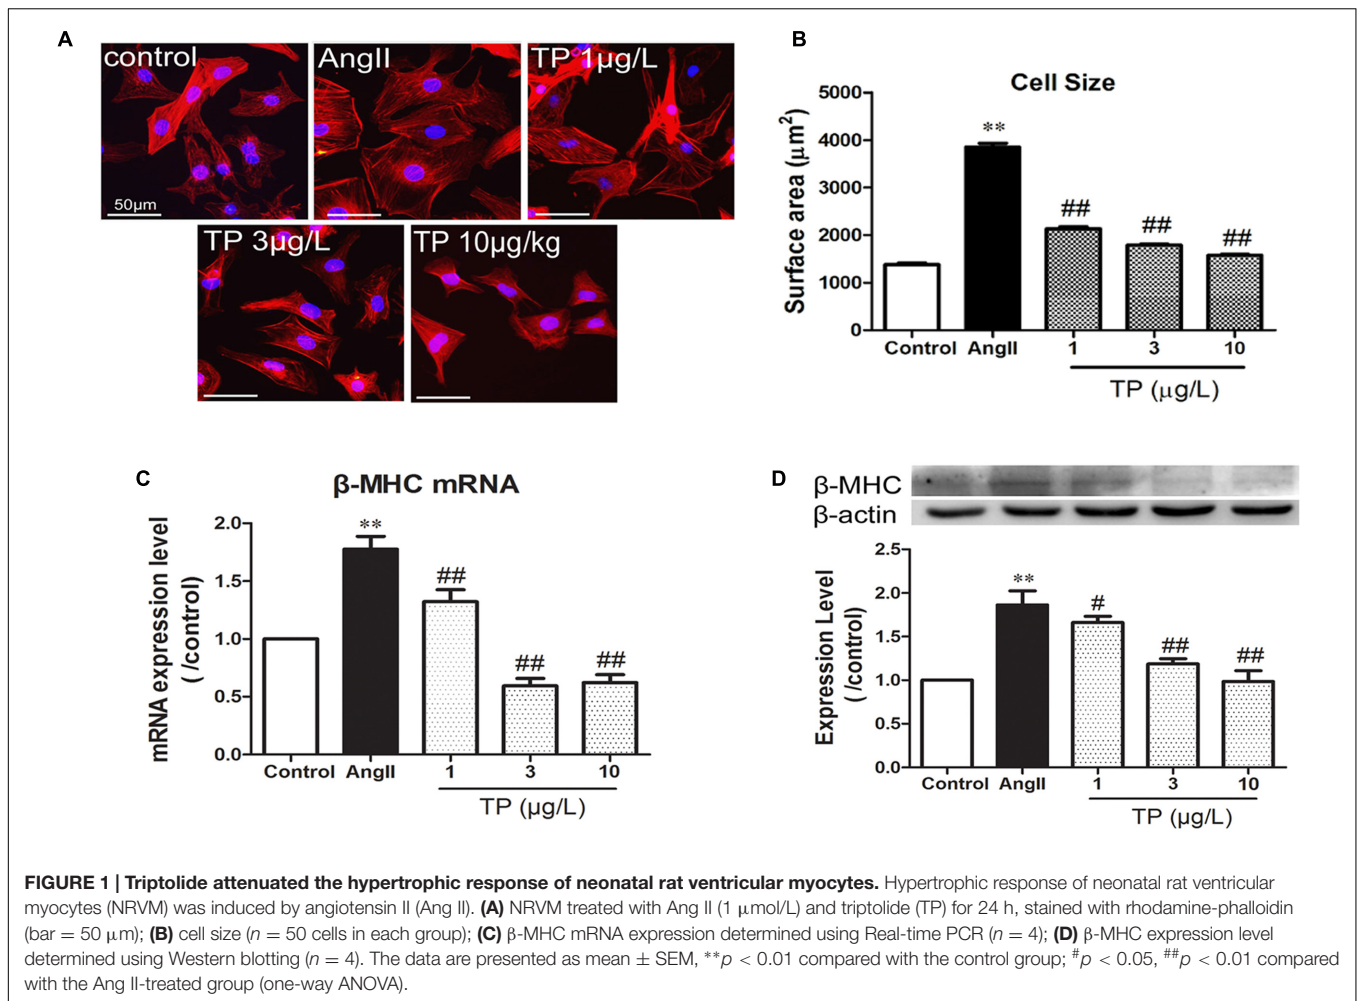 A
control
AngII
TP 1µg/L
50µm
TP 3µg/L
TP 10µg/kg
B
Cell Size
Surface area (µm²)
5000
4000
3000
2000
1000
0
**
##
##
##
Control AngII 1 3 10
TP (µg/L)
C
β-MHC mRNA
mRNA expression level
( /control)
2.0
1.5
1.0
0.5
0.0
**
##
##
##
Control AngII 1 3 10
TP (µg/L)
D
β-MHC
β-actin
Expression Level
( /control)
2.5
2.0
1.5
1.0
0.5
0.0
**
#
##
##
Control AngII 1 3 10
TP (µg/L)
FIGURE 1 | Triptolide attenuated the hypertrophic response of neonatal rat ventricular myocytes. Hypertrophic response of neonatal rat ventricular
myocytes (NRVM) was induced by angiotensin II (Ang II). (A) NRVM treated with Ang II (1 µmol/L) and triptolide (TP) for 24 h, stained with rhodamine-phalloidin
(bar = 50 µm); (B) cell size (n = 50 cells in each group); (C) β-MHC mRNA expression determined using Real-time PCR (n = 4); (D) β-MHC expression level
determined using Western blotting (n = 4). The data are presented as mean ± SEM, **p < 0.01 compared with the control group; #p < 0.05, ##p < 0.01 compared
with the Ang II-treated group (one-way ANOVA).